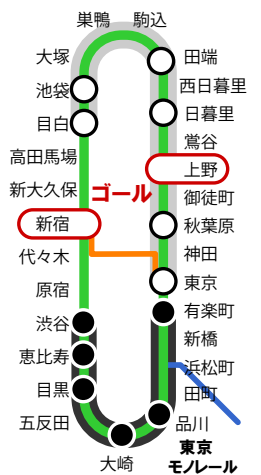 巣鴨
駒込
大塚
池袋
目白
高田馬場
新大久保
新宿
代々木
原宿
渋谷
恵比寿
目黒
五反田
大崎
ゴール
田端
西日暮里
日暮里
鶯谷
上野
御徒町
秋葉原
神田
東京
有楽町
新橋
浜松町
田町
品川
東京
モノレール